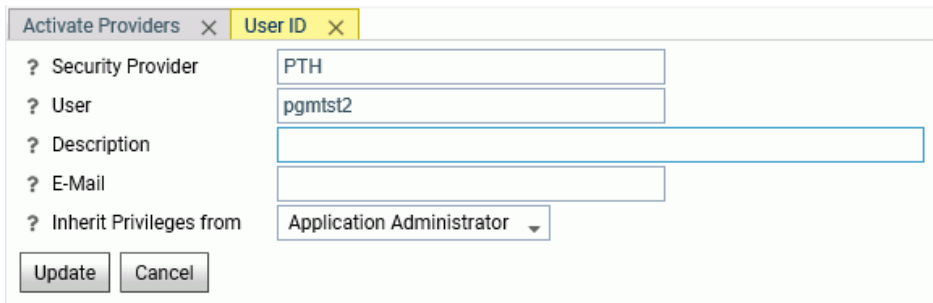 Activate Providers × User ID ×
? Security Provider PTH
? User pgmtst2
? Description
? E-Mail
? Inherit Privileges from Application Administrator
Update Cancel